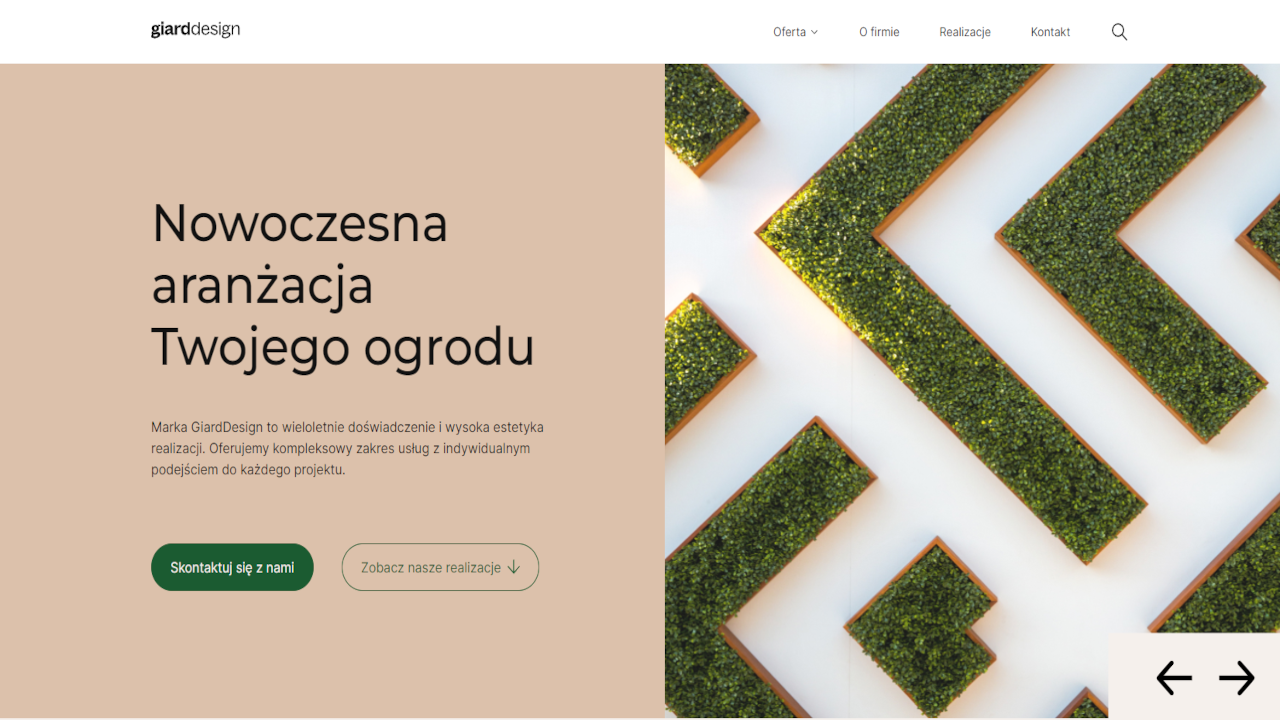 giarddesign
Oferta
O firmie
Realizacje
Kontakt
Nowoczesna
aranżacja
Twojego ogrodu
Marka GiardDesign to wieloletnie doświadczenie i wysoka estetyka
realizacji. Oferujemy kompleksowy zakres usług z indywidualnym
podejściem do każdego projektu.
Skontaktuj się z nami
Zobacz nasze realizacje